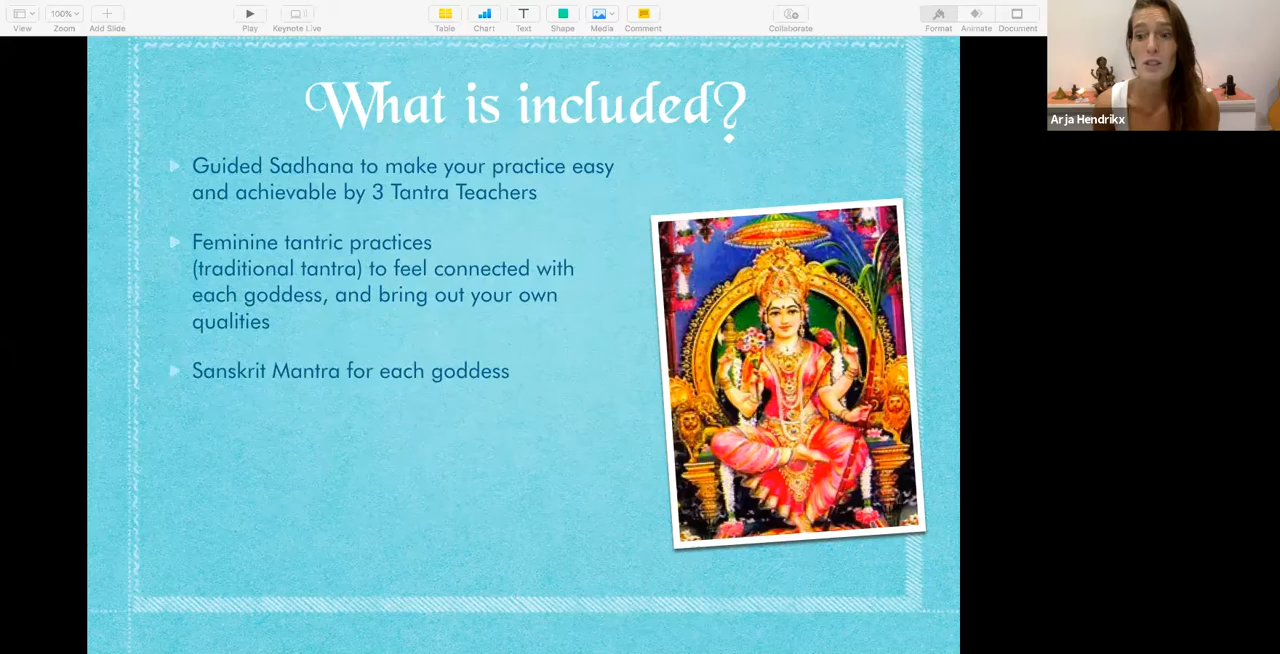 100%
View
Zoom
Add Slide
Play
Keynote Live
Table
Chart
Text
Shape
Media
Comment
Collaborate
Format
Animate
Document
Arja Hendrikx
What is included?
Guided Sadhana to make your practice easy
and achievable by 3 Tantra Teachers
Feminine tantric practices
(traditional tantra) to feel connected with
each goddess, and bring out your own
qualities
Sanskrit Mantra for each goddess